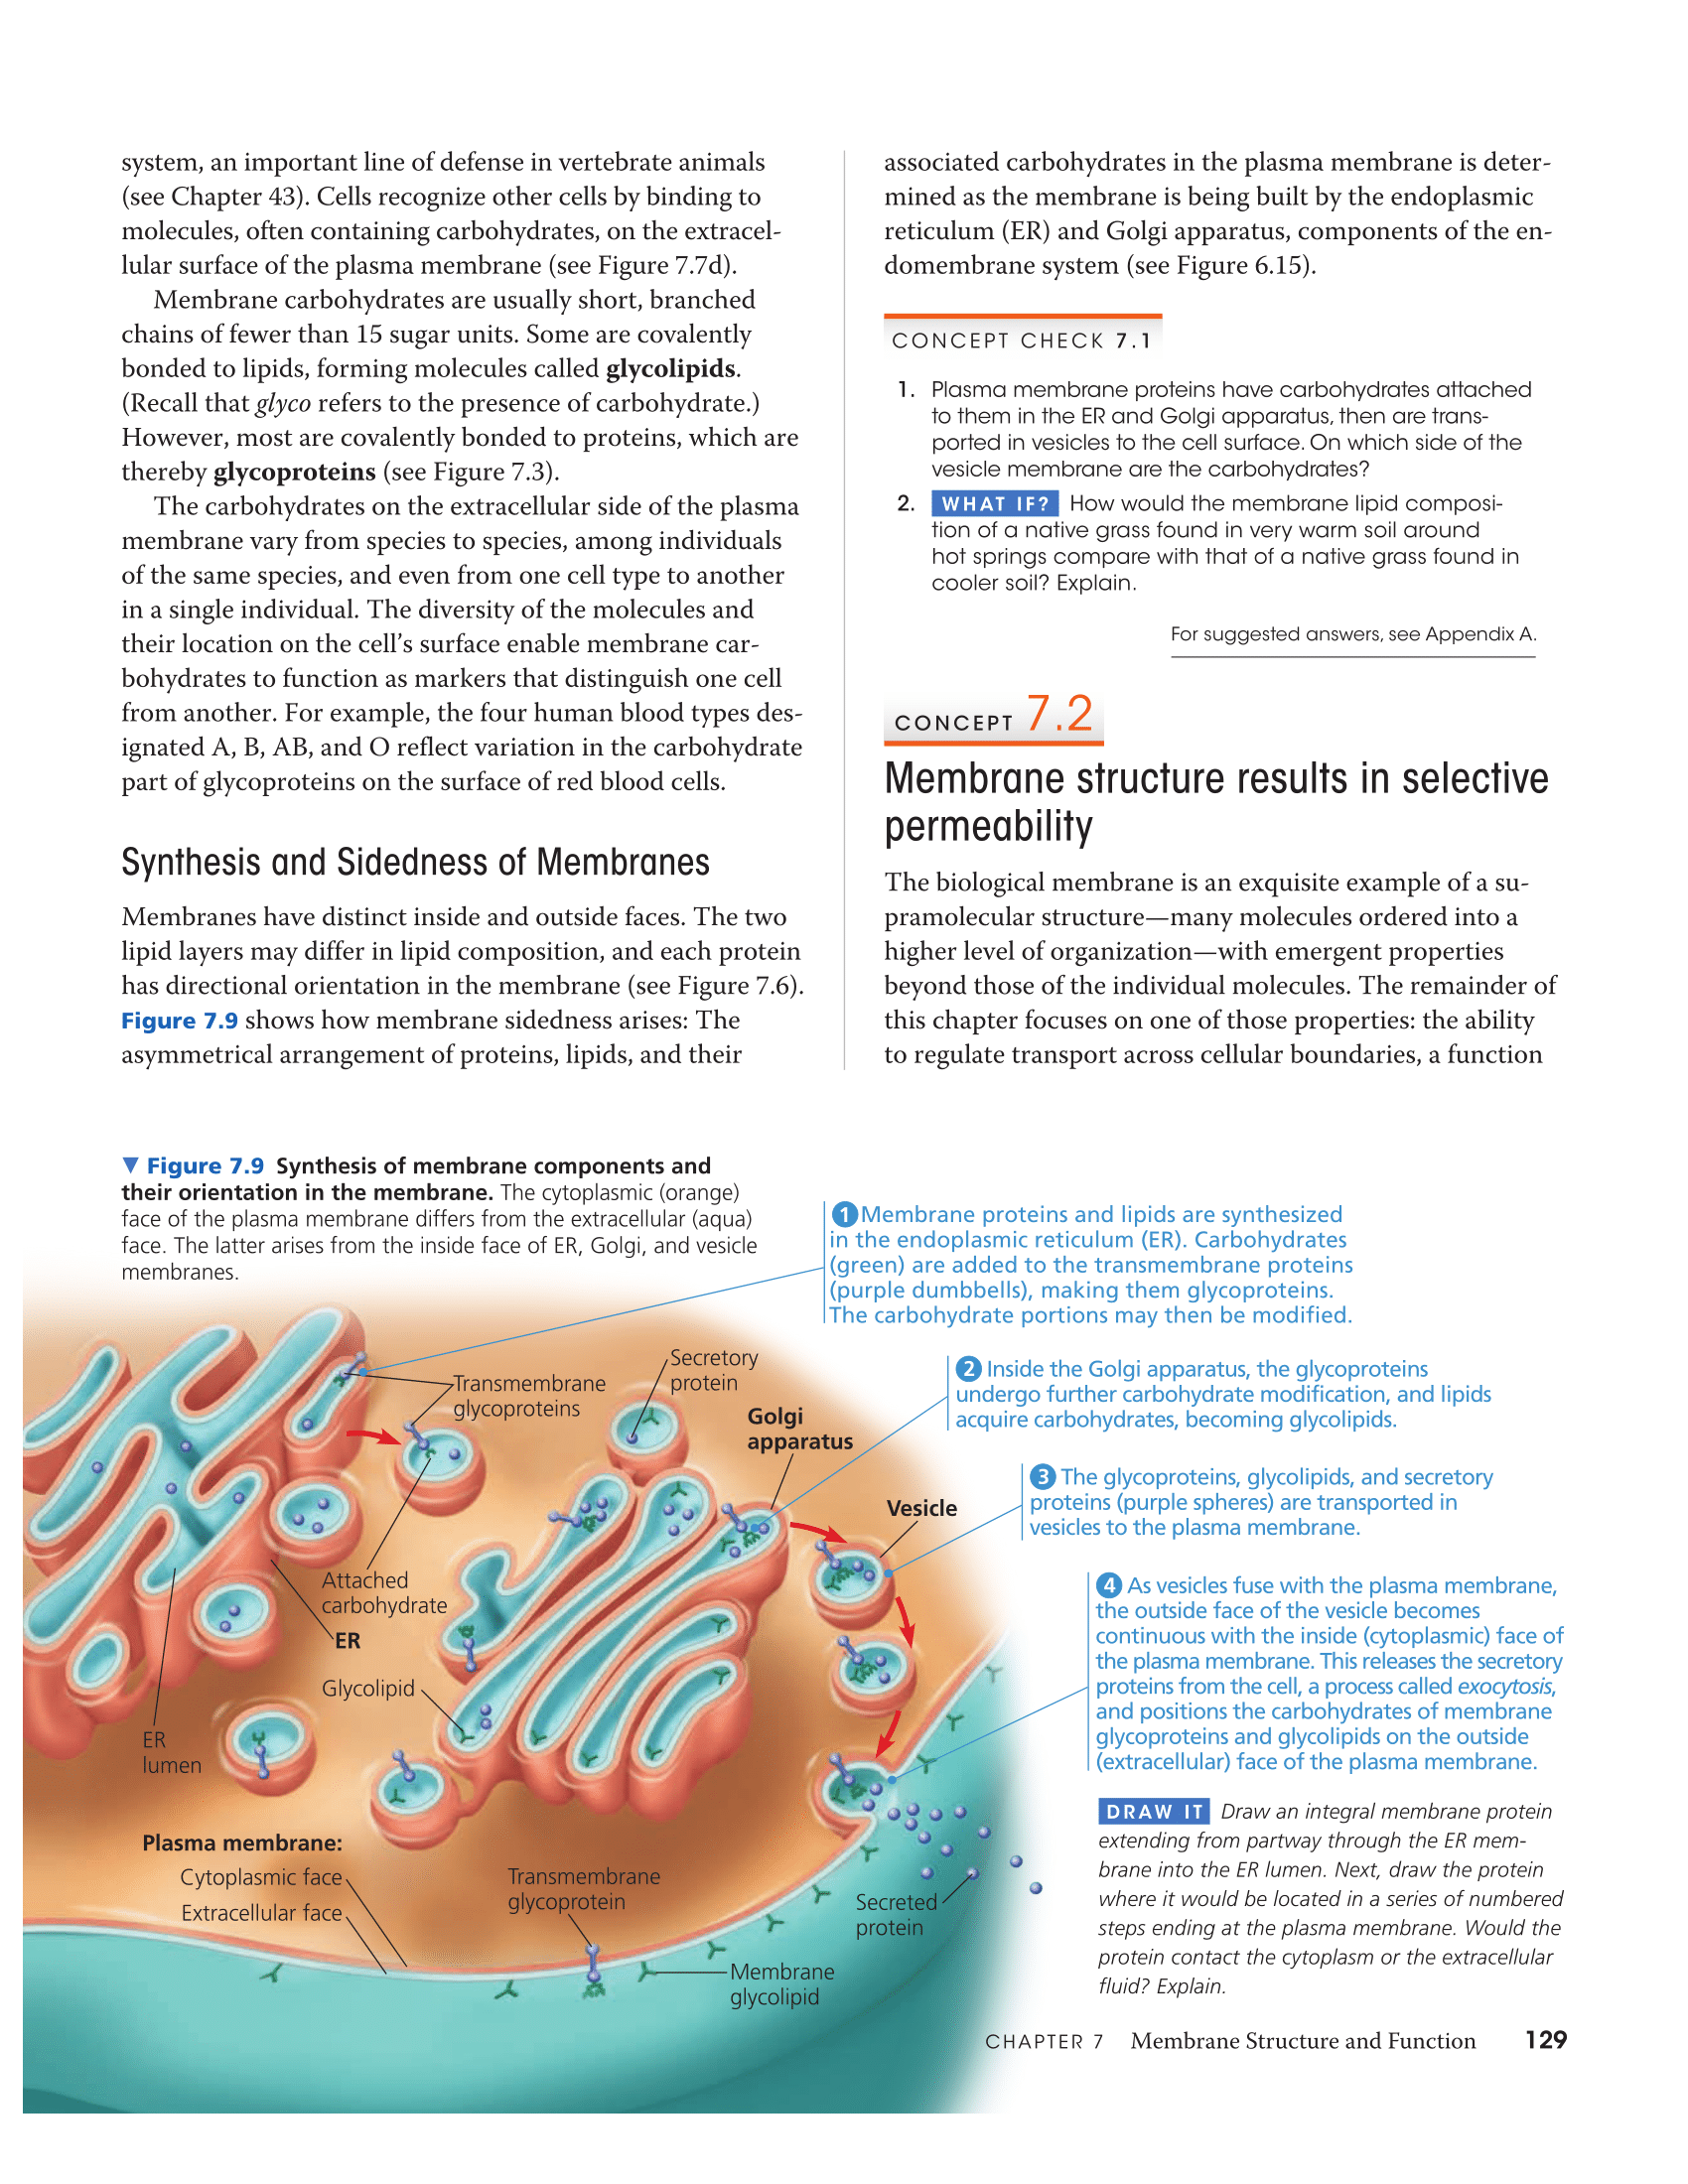 system, an important line of defense in vertebrate animals
(see Chapter 43). Cells recognize other cells by binding to
molecules, often containing carbohydrates, on the extracel-
lular surface of the plasma membrane (see Figure 7.7d).
Membrane carbohydrates are usually short, branched
chains of fewer than 15 sugar units. Some are covalently
bonded to lipids, forming molecules called glycolipids.
(Recall that glyco refers to the presence of carbohydrate.)
However, most are covalently bonded to proteins, which are
thereby glycoproteins (see Figure 7.3).
The carbohydrates on the extracellular side of the plasma
membrane vary from species to species, among individuals
of the same species, and even from one cell type to another
in a single individual. The diversity of the molecules and
their location on the cell's surface enable membrane car-
bohydrates to function as markers that distinguish one cell
from another. For example, the four human blood types des-
ignated A, B, AB, and O reflect variation in the carbohydrate
part of glycoproteins on the surface of red blood cells.
Synthesis and Sidedness of Membranes
Membranes have distinct inside and outside faces. The two
lipid layers may differ in lipid composition, and each protein
has directional orientation in the membrane (see Figure 7.6).
Figure 7.9 shows how membrane sidedness arises: The
asymmetrical arrangement of proteins, lipids, and their
associated carbohydrates in the plasma membrane is deter-
mined as the membrane is being built by the endoplasmic
reticulum (ER) and Golgi apparatus, components of the en-
domembrane system (see Figure 6.15).
CONCEPT CHECK 7.1
1. Plasma membrane proteins have carbohydrates attached
to them in the ER and Golgi apparatus, then are trans-
ported in vesicles to the cell surface. On which side of the
vesicle membrane are the carbohydrates?
2. WHAT IF? How would the membrane lipid composi-
tion of a native grass found in very warm soil around
hot springs compare with that of a native grass found in
cooler soil? Explain.
For suggested answers, see Appendix A.
CONCEPT 7.2
Membrane structure results in selective
permeability
The biological membrane is an exquisite example of a su-
pramolecular structure—many molecules ordered into a
higher level of organization—with emergent properties
beyond those of the individual molecules. The remainder of
this chapter focuses on one of those properties: the ability
to regulate transport across cellular boundaries, a function
▼ Figure 7.9 Synthesis of membrane components and
their orientation in the membrane. The cytoplasmic (orange)
face of the plasma membrane differs from the extracellular (aqua)
face. The latter arises from the inside face of ER, Golgi, and vesicle
membranes.
1 Membrane proteins and lipids are synthesized
in the endoplasmic reticulum (ER). Carbohydrates
(green) are added to the transmembrane proteins
(purple dumbbells), making them glycoproteins.
The carbohydrate portions may then be modified.
2 Inside the Golgi apparatus, the glycoproteins
undergo further carbohydrate modification, and lipids
acquire carbohydrates, becoming glycolipids.
3 The glycoproteins, glycolipids, and secretory
proteins (purple spheres) are transported in
vesicles to the plasma membrane.
4 As vesicles fuse with the plasma membrane,
the outside face of the vesicle becomes
continuous with the inside (cytoplasmic) face of
the plasma membrane. This releases the secretory
proteins from the cell, a process called exocytosis,
and positions the carbohydrates of membrane
glycoproteins and glycolipids on the outside
(extracellular) face of the plasma membrane.
Transmembrane
glycoproteins
Secretory
protein
Golgi
apparatus
Vesicle
Attached
carbohydrate
ER
Glycolipid
ER
lumen
Plasma membrane:
Cytoplasmic face
Extracellular face
Transmembrane
glycoprotein
Secreted
protein
Membrane
glycolipid
DRAW IT Draw an integral membrane protein
extending from partway through the ER mem-
brane into the ER lumen. Next, draw the protein
where it would be located in a series of numbered
steps ending at the plasma membrane. Would the
protein contact the cytoplasm or the extracellular
fluid? Explain.
CHAPTER 7 Membrane Structure and Function 129